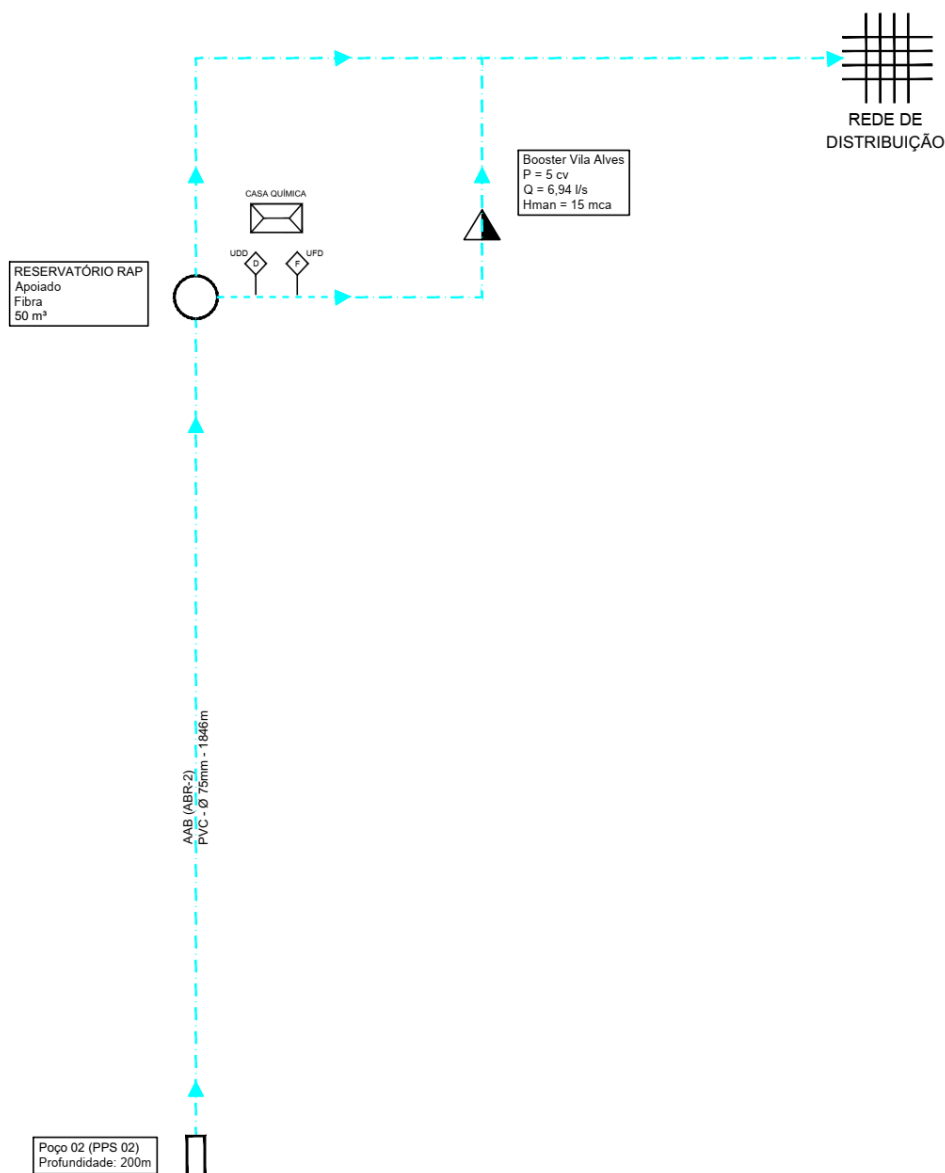 REDE DE
DISTRIBUIÇÃO
Booster Vila Alves
P = 5 cv
Q = 6,94 l/s
Hman = 15 mca
CASA QUÍMICA
UDD
D
UFD
F
RESERVATÓRIO RAP
Apoiado
Fibra
50 m³
AAB (ABR-2)
PVC - Ø 75mm - 1846m
Poço 02 (PPS 02)
Profundidade: 200m